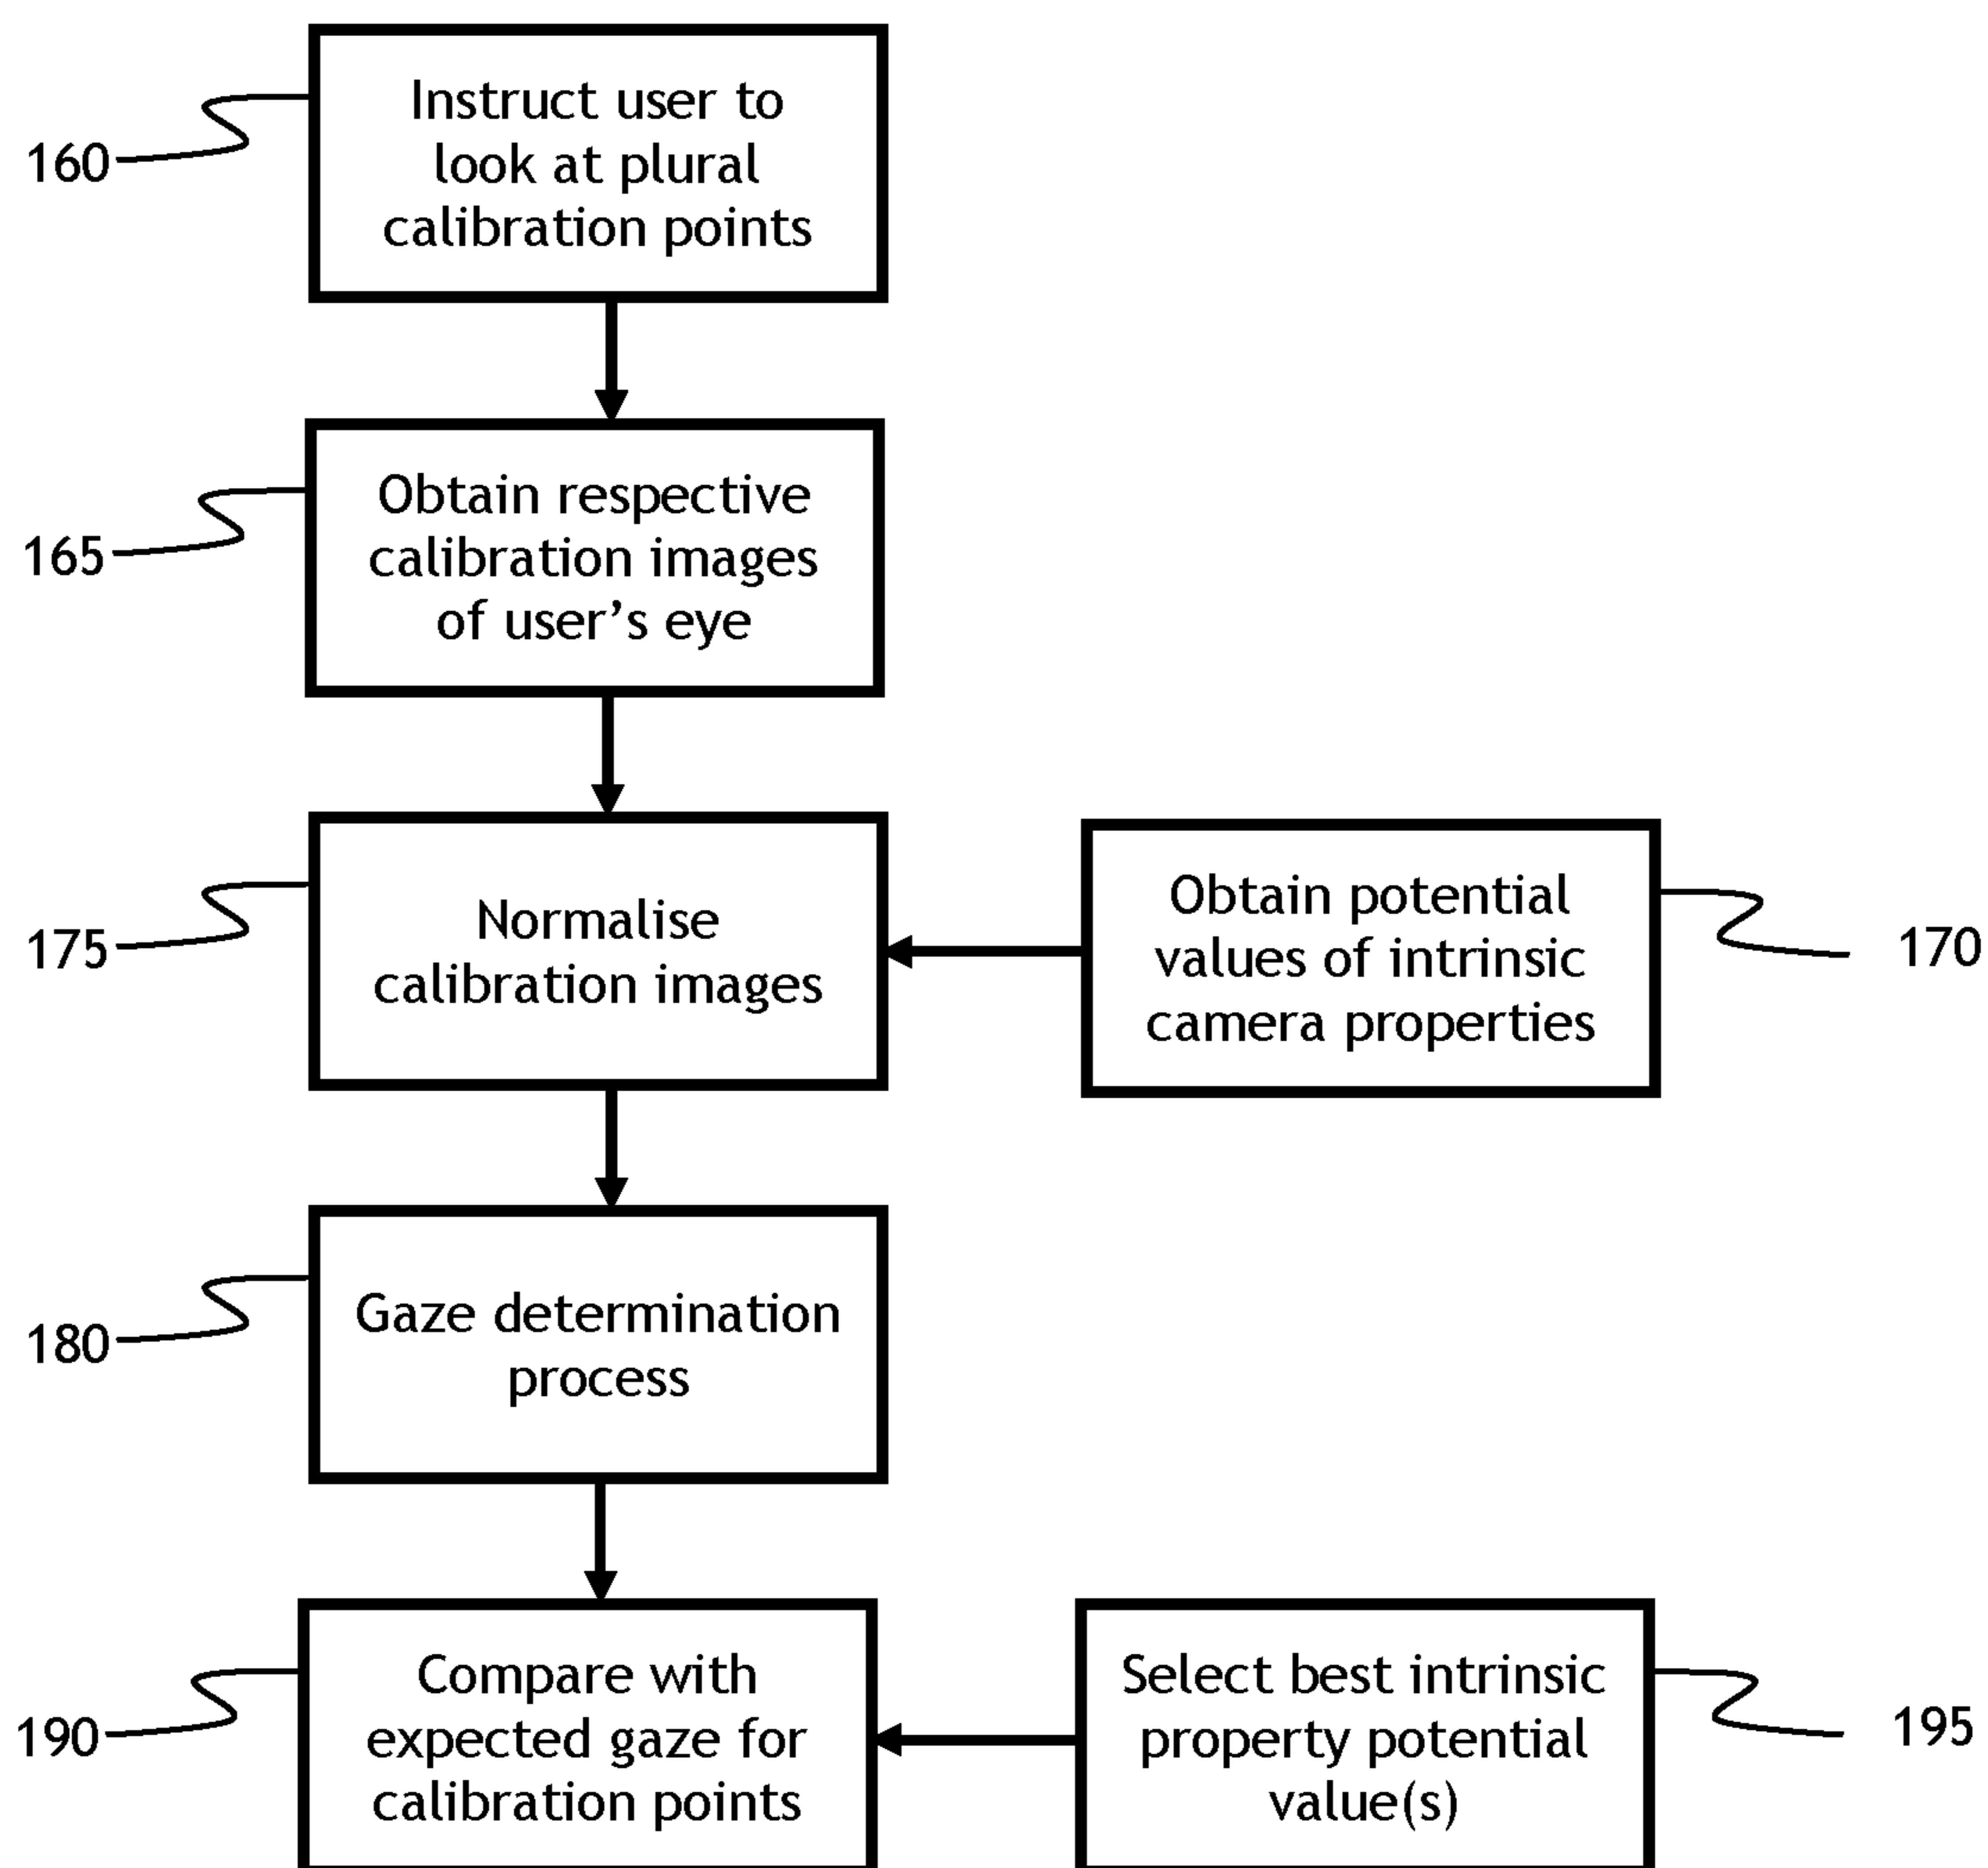 Instruct user to
look at plural
calibration points
160
Obtain respective
calibration images
of user's eye
165
Normalise
calibration images
175
Obtain potential
values of intrinsic
camera properties
170
Gaze determination
process
180
Compare with
expected gaze for
calibration points
190
Select best intrinsic
property potential
value(s)
195